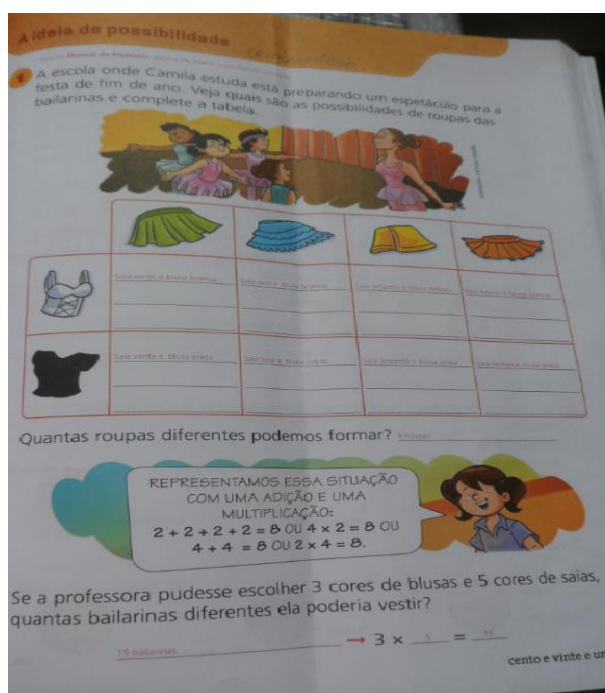 A ideia de possibilidade
A escola onde Camila estuda está preparando um espetáculo para a
festa de fim de ano. Veja quais são as possibilidades de roupas das
bailarinas e complete a tabela.
Saia verde e blusa branca.
Saia azul e blusa branca.
Saia amarela e blusa branca.
Saia laranja e blusa branca.
Saia verde e blusa preta.
Saia azul e blusa preta.
Saia amarela e blusa preta.
Saia laranja e blusa preta.
Quantas roupas diferentes podemos formar? 8 roupas.
REPRESENTAMOS ESSA SITUAÇÃO
COM UMA ADIÇÃO E UMA
MULTIPLICAÇÃO:
2 + 2 + 2 + 2 = 8 OU 4 × 2 = 8 OU
4 + 4 = 8 OU 2 × 4 = 8.
Se a professora pudesse escolher 3 cores de blusas e 5 cores de saias,
quantas bailarinas diferentes ela poderia vestir?
15 bailarinas. → 3 × 5 = 15
cento e vinte e um